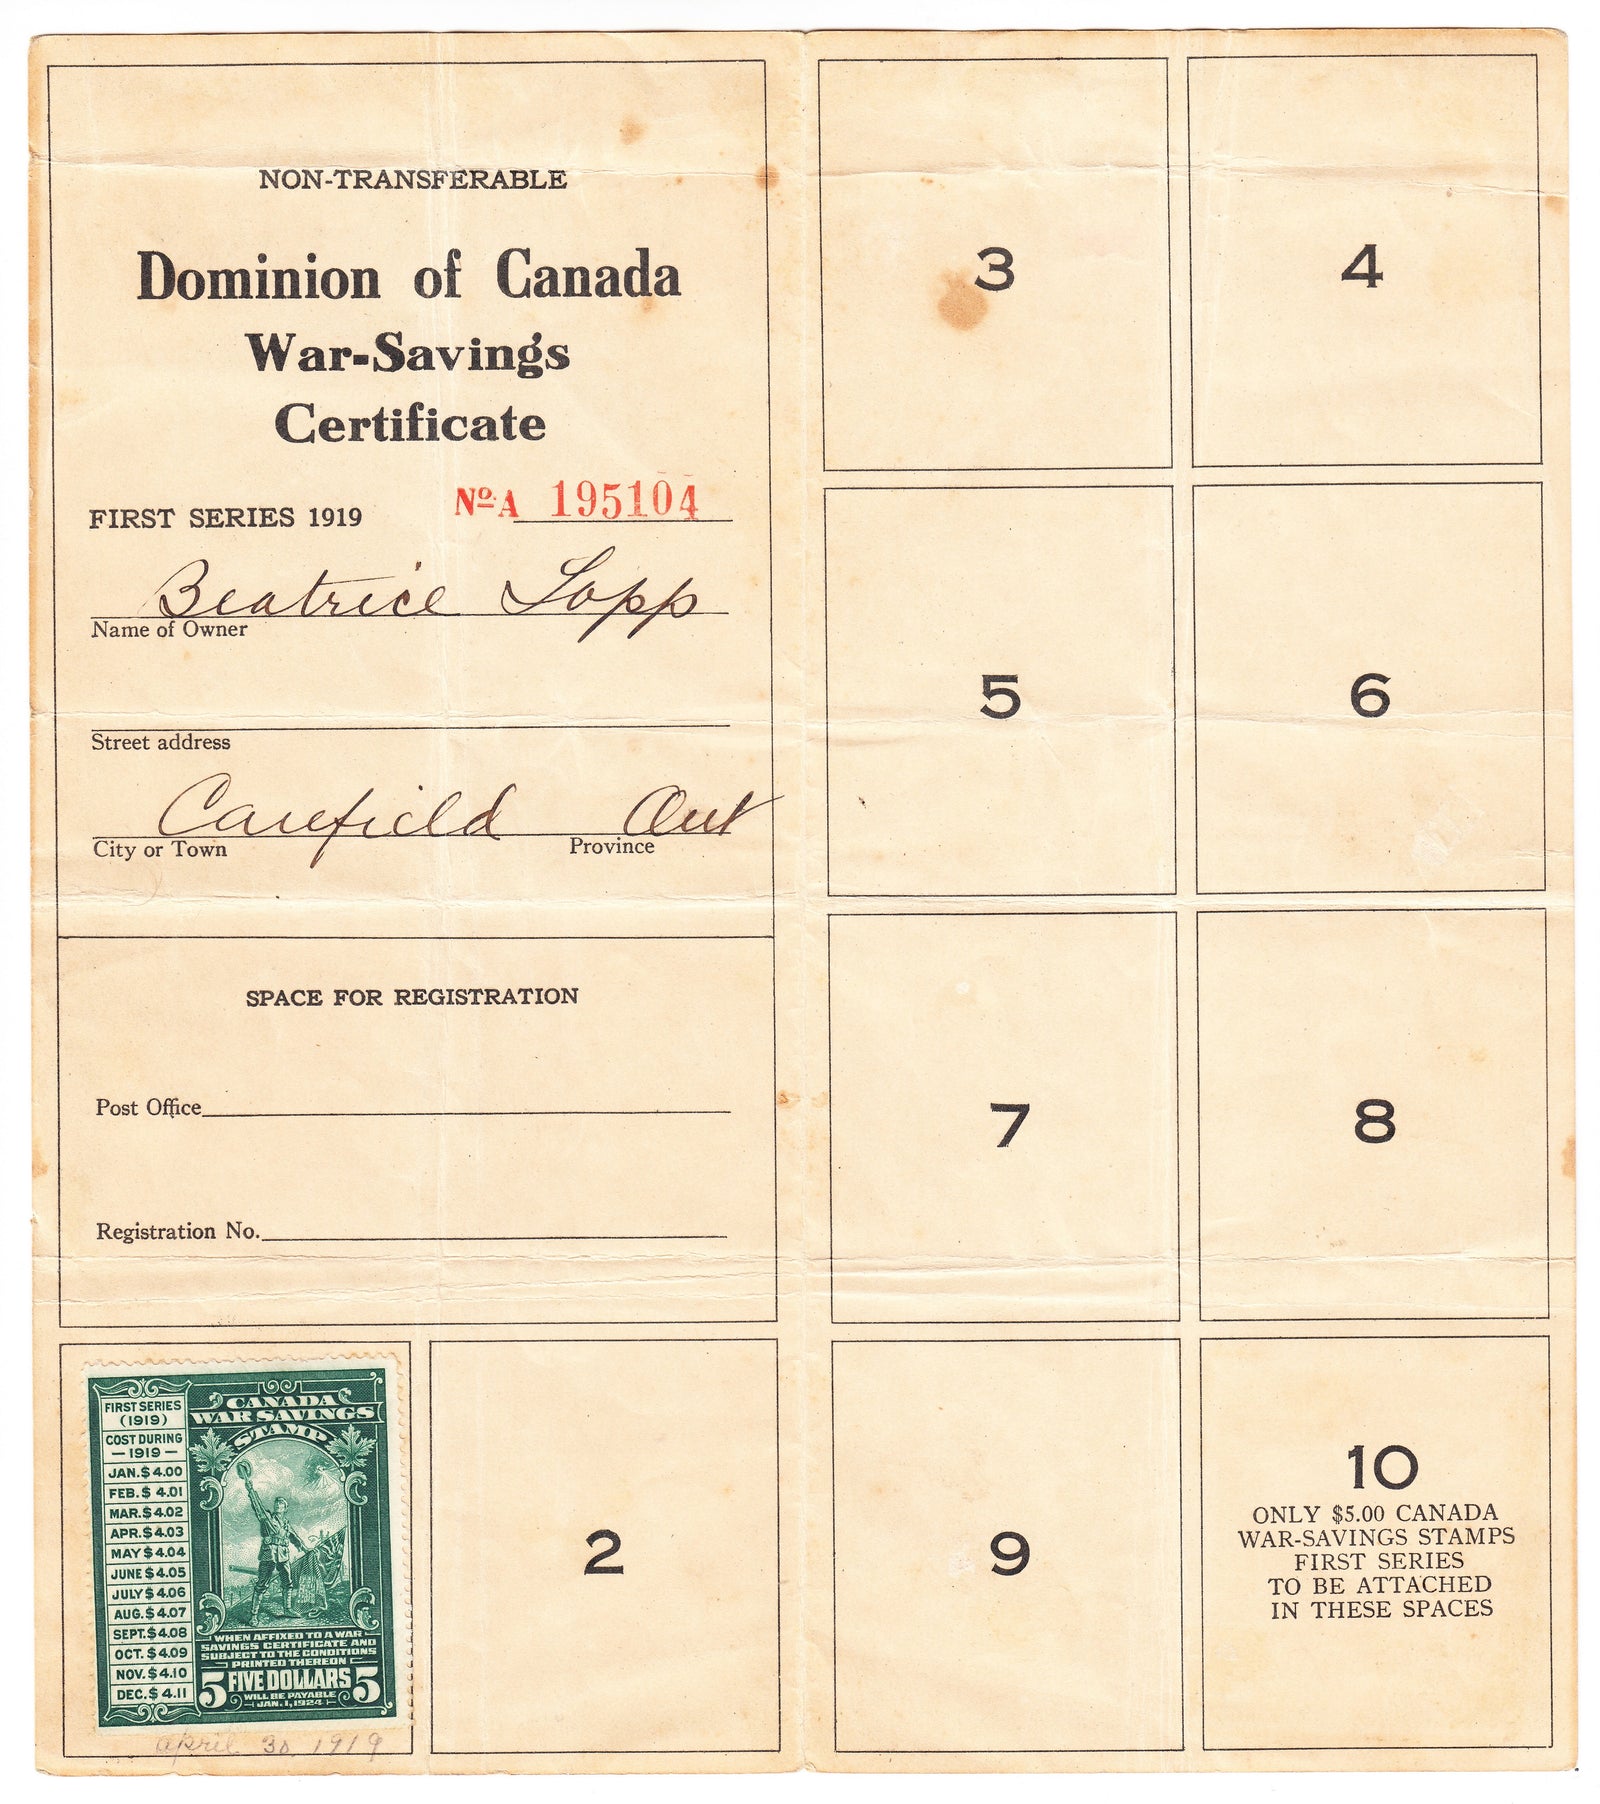 NON-TRANSFERABLE
Dominion of Canada
War-Savings
Certificate
FIRST SERIES 1919 Nº A 195104
Beatrice
Name of Owner
Street address
Canfield Ont
City or Town Province
SPACE FOR REGISTRATION
Post Office
Registration No.
FIRST SERIES
(1919)
COST DURING
— 1919 —
JAN. $ 4.00
FEB. $ 4.01
MAR. $ 4.02
APR. $ 4.03
MAY $ 4.04
JUNE $ 4.05
JULY $ 4.06
AUG. $ 4.07
SEPT. $ 4.08
OCT. $ 4.09
NOV. $ 4.10
DEC. $ 4.11
CANADA
WAR SAVINGS
STAMP
WHEN AFFIXED TO A WAR
SAVINGS CERTIFICATE AND
SUBJECT TO THE CONDITIONS
PRINTED THEREON
5 FIVE DOLLARS 5
WILL BE PAYABLE
JAN. 1, 1924
April 30, 1919
2
3
4
5
6
7
8
9
10
ONLY $5.00 CANADA
WAR-SAVINGS STAMPS
FIRST SERIES
TO BE ATTACHED
IN THESE SPACES